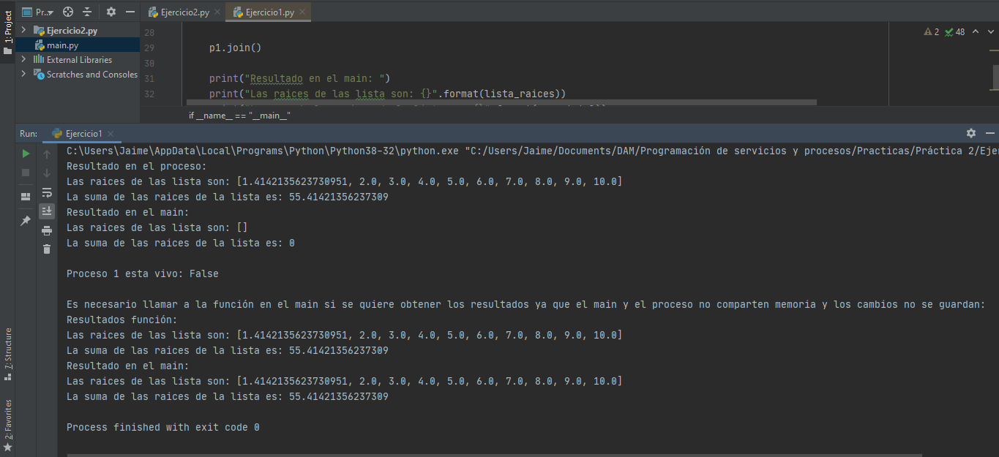 Pr...
Ejercicio2.py
Ejercicio1.py
1: Project
Ejercicio2.py
main.py
External Libraries
Scratches and Consoles
28
29 p1.join()
30
31 print("Resultado en el main: ")
32 print("Las raices de las lista son: {}".format(lista_raices))
2 48
if __name__ == "__main__"
Run: Ejercicio1
C:\Users\Jaime\AppData\Local\Programs\Python\Python38-32\python.exe "C:/Users/Jaime/Documents/DAM/Programación de servicios y procesos/Practicas/Práctica 2/Ejer
Resultado en el proceso:
Las raices de las lista son: [1.4142135623730951, 2.0, 3.0, 4.0, 5.0, 6.0, 7.0, 8.0, 9.0, 10.0]
La suma de las raices de la lista es: 55.41421356237309
Resultado en el main:
Las raices de las lista son: []
La suma de las raices de la lista es: 0
Proceso 1 esta vivo: False
Es necesario llamar a la función en el main si se quiere obtener los resultados ya que el main y el proceso no comparten memoria y los cambios no se guardan:
Resultados función:
Las raices de las lista son: [1.4142135623730951, 2.0, 3.0, 4.0, 5.0, 6.0, 7.0, 8.0, 9.0, 10.0]
La suma de las raices de la lista es: 55.41421356237309
Resultado en el main:
Las raices de las lista son: [1.4142135623730951, 2.0, 3.0, 4.0, 5.0, 6.0, 7.0, 8.0, 9.0, 10.0]
La suma de las raices de la lista es: 55.41421356237309
Process finished with exit code 0
7: Structure
2: Favorites